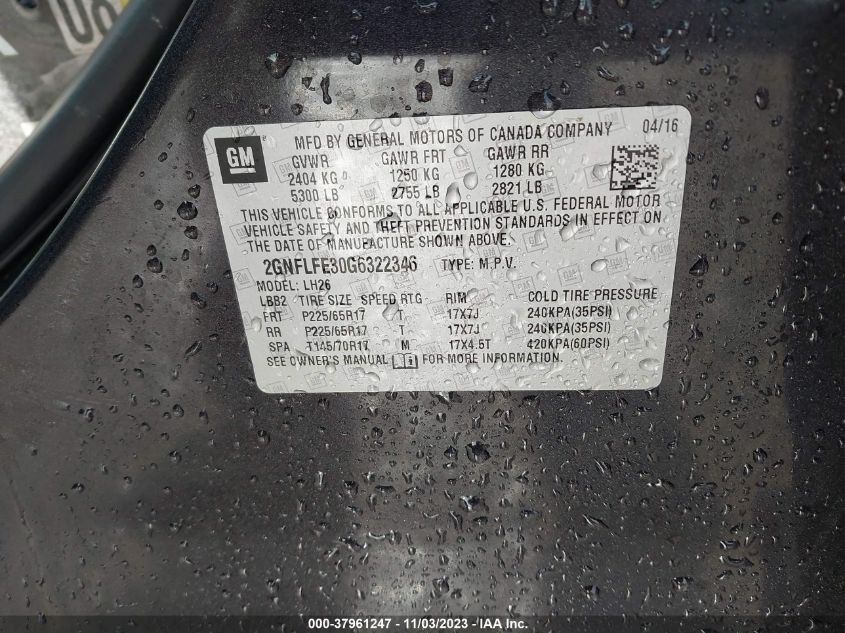 MFD BY GENERAL MOTORS OF CANADA COMPANY 04/16
GM
GVWR GAWR FRT GAWR RR
2404 KG 1250 KG 1280 KG
5300 LB 2755 LB 2821 LB
THIS VEHICLE CONFORMS TO ALL APPLICABLE U.S. FEDERAL MOTOR
VEHICLE SAFETY AND THEFT PREVENTION STANDARDS IN EFFECT ON
THE DATE OF MANUFACTURE SHOWN ABOVE.
2GNFLFE30G6322346 TYPE: M.P.V.
MODEL: LH26
LBB2 TIRE SIZE SPEED RTG RIM COLD TIRE PRESSURE
FRT P225/65R17 T 17X7J 240KPA(35PSI)
RR P225/65R17 T 17X7J 240KPA(35PSI)
SPA T145/70R17 M 17X4.5T 420KPA(60PSI)
SEE OWNER'S MANUAL FOR MORE INFORMATION.
000-37961247 - 11/03/2023 - IAAI.com